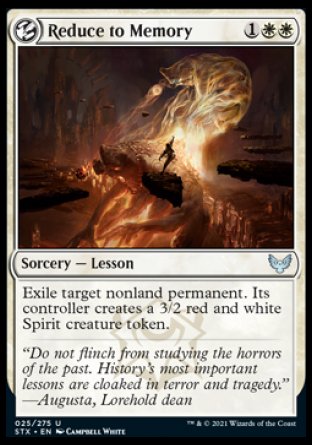 Reduce to Memory 1
Sorcery — Lesson
Exile target nonland permanent. Its
controller creates a 3/2 red and white
Spirit creature token.
“Do not flinch from studying the horrors
of the past. History’s most important
lessons are cloaked in terror and tragedy.”
—Augusta, Lorehold dean
025/275 U
STX • EN CAMPBELL WHITE
™ & © 2021 Wizards of the Coast